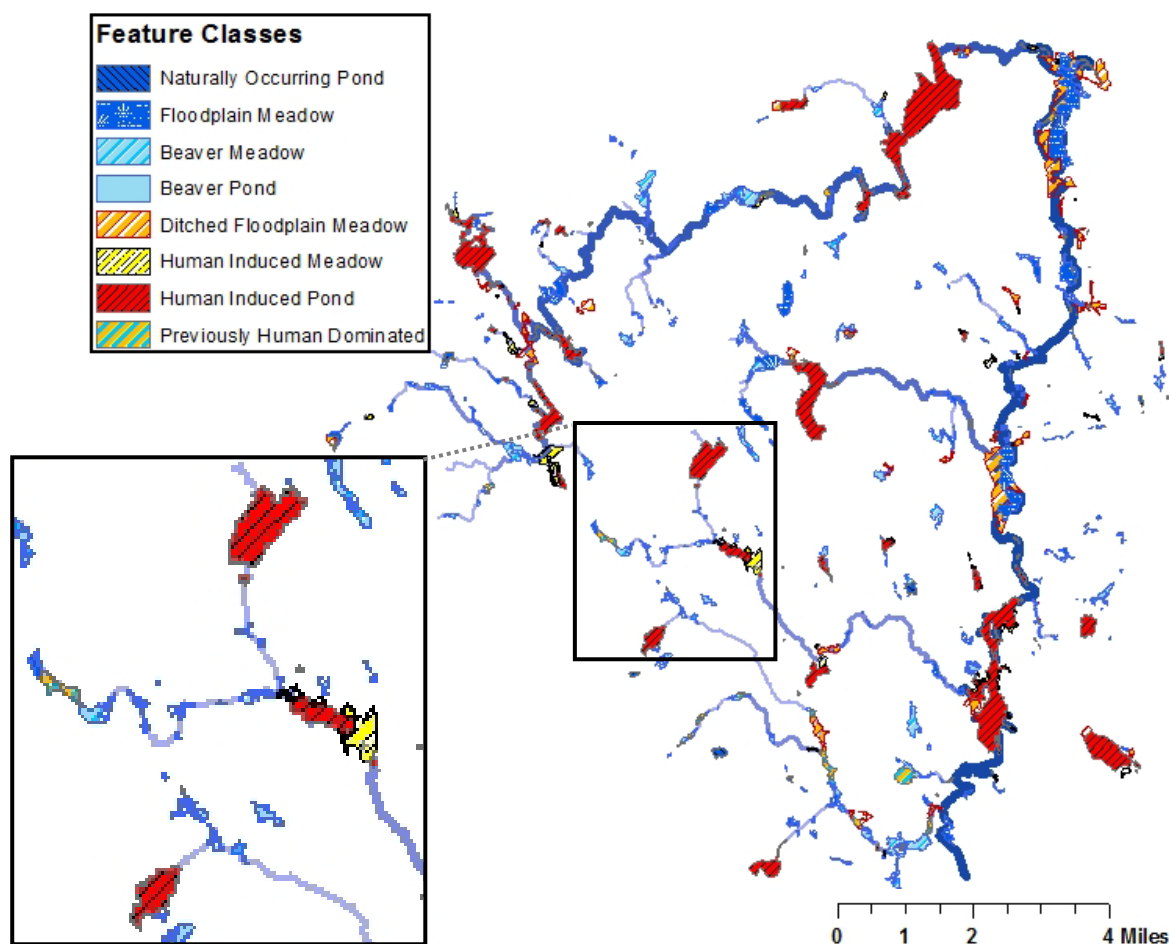 Feature Classes
Naturally Occurring Pond
Floodplain Meadow
Beaver Meadow
Beaver Pond
Ditched Floodplain Meadow
Human Induced Meadow
Human Induced Pond
Previously Human Dominated
0 1 2 4 Miles